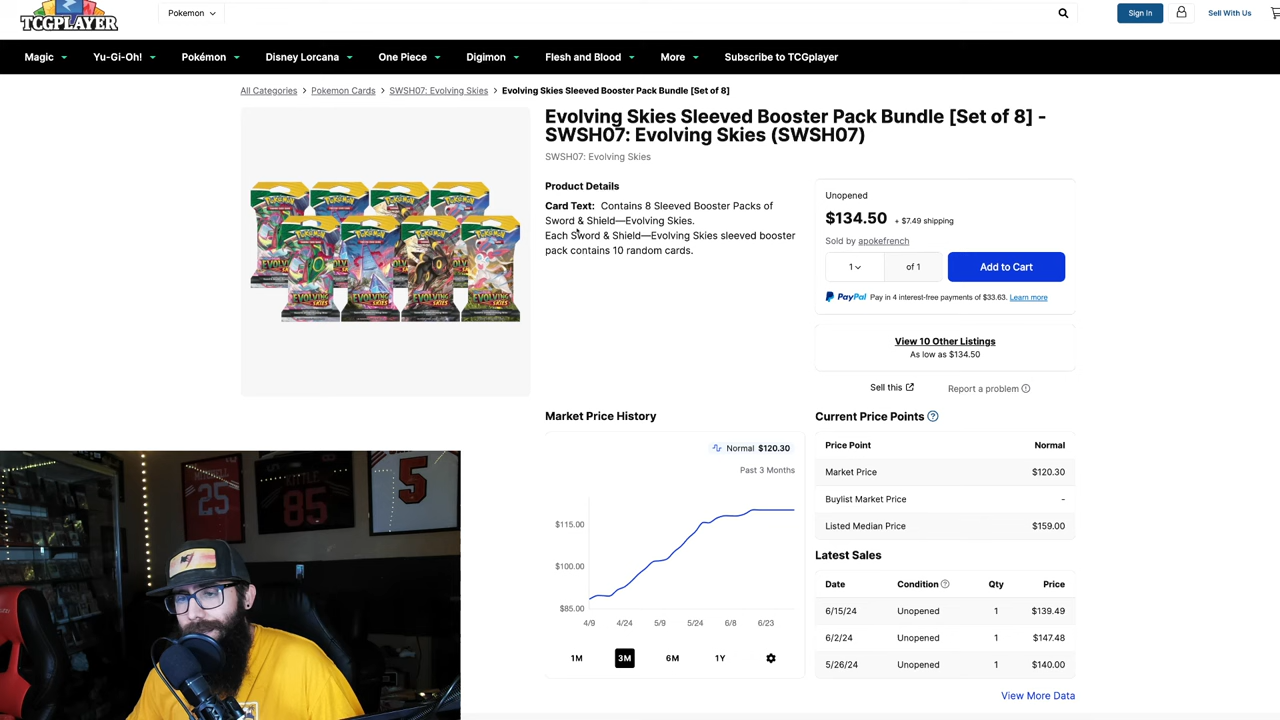 TCGPLAYER
Pokemon
Sign In
Sell With Us
Magic
Yu-Gi-Oh!
Pokémon
Disney Lorcana
One Piece
Digimon
Flesh and Blood
More
Subscribe to TCGplayer
All Categories
Pokemon Cards
SWSH07: Evolving Skies
Evolving Skies Sleeved Booster Pack Bundle [Set of 8]
Evolving Skies Sleeved Booster Pack Bundle [Set of 8] -
SWSH07: Evolving Skies (SWSH07)
SWSH07: Evolving Skies
Product Details
Card Text: Contains 8 Sleeved Booster Packs of
Sword & Shield—Evolving Skies.
Each Sword & Shield—Evolving Skies sleeved booster
pack contains 10 random cards.
Unopened
$134.50 + $7.49 shipping
Sold by apokefrench
1 of 1
Add to Cart
PayPal Pay in 4 interest-free payments of $33.63. Learn more
View 10 Other Listings
As low as $134.50
Sell this
Report a problem
Market Price History
Normal $120.30
Past 3 Months
$115.00
$100.00
$85.00
4/9 4/24 5/9 5/24 6/8 6/23
1M 3M 6M 1Y
Current Price Points
Price Point Normal
Market Price $120.30
Buylist Market Price -
Listed Median Price $159.00
Latest Sales
Date Condition Qty Price
6/15/24 Unopened 1 $139.49
6/2/24 Unopened 1 $147.48
5/26/24 Unopened 1 $140.00
View More Data
25
85
5